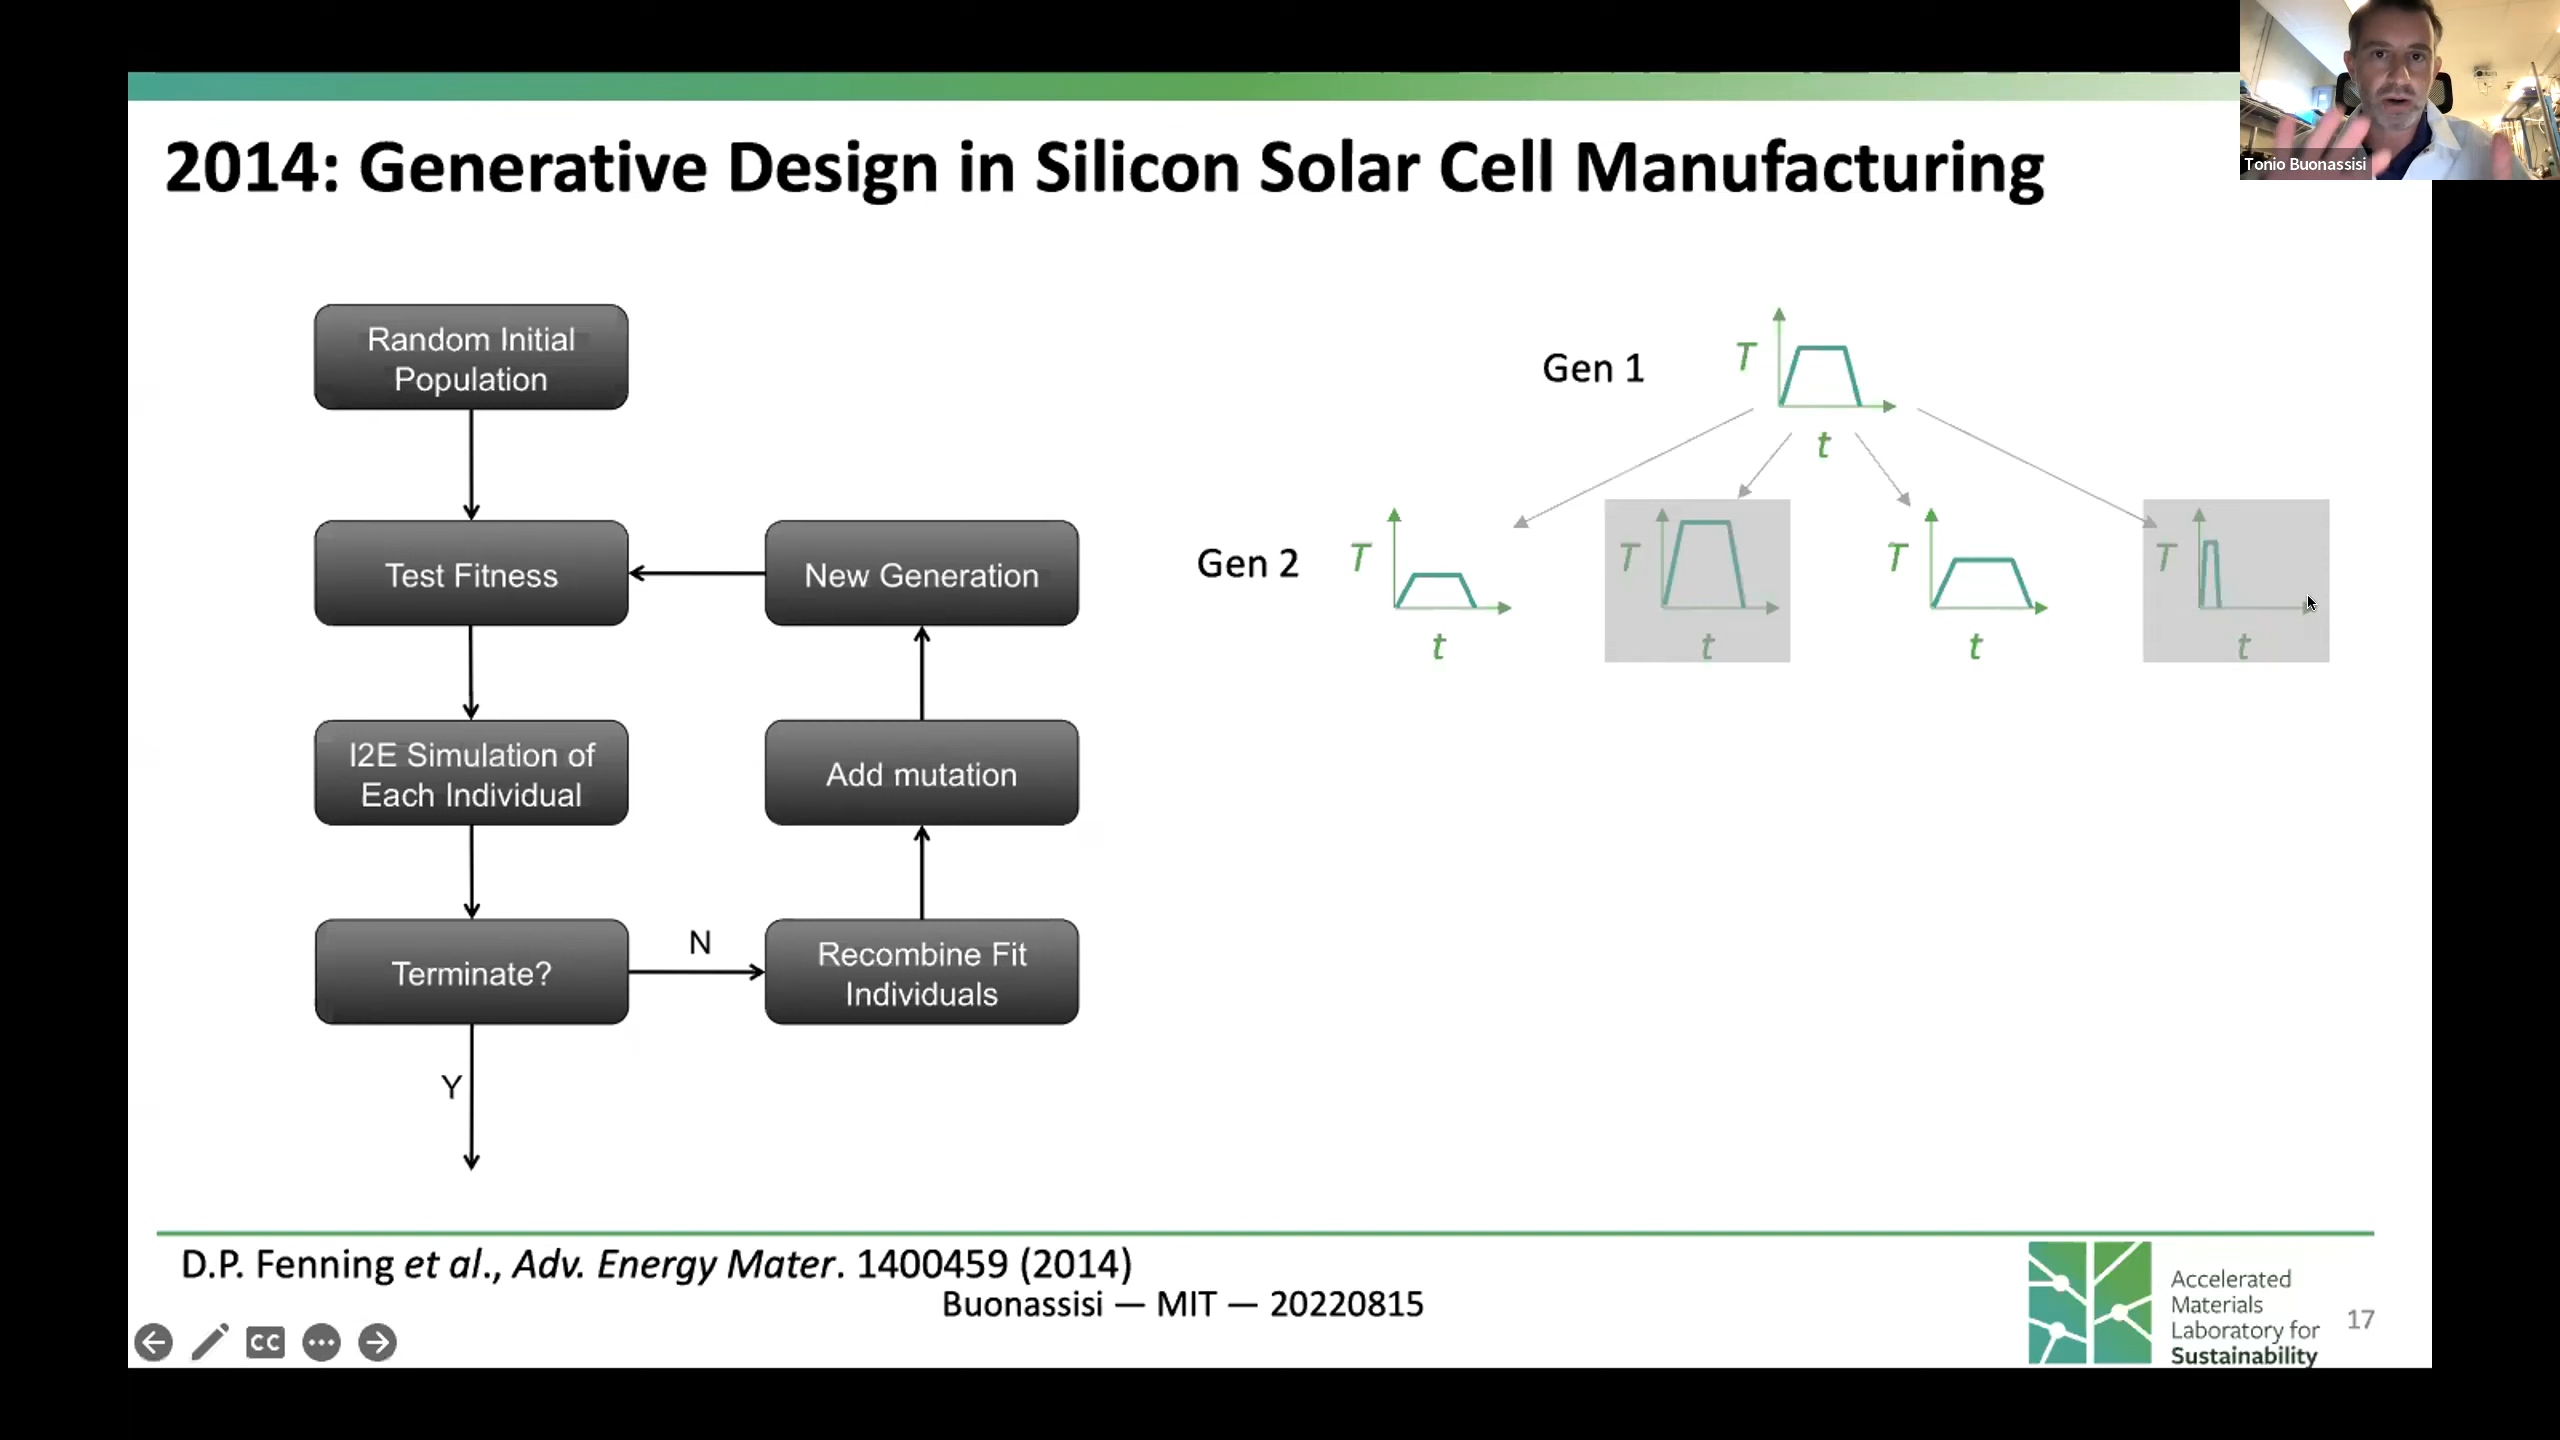 Tonio Buonassisi
2014: Generative Design in Silicon Solar Cell Manufacturing
Random Initial
Population
Test Fitness
New Generation
I2E Simulation of
Each Individual
Add mutation
Terminate?
N
Recombine Fit
Individuals
Y
Gen 1
T
t
Gen 2
T
t
T
t
T
t
T
t
D.P. Fenning et al., Adv. Energy Mater. 1400459 (2014)
Buonassisi — MIT — 20220815
CC
Accelerated
Materials
Laboratory for
Sustainability
17